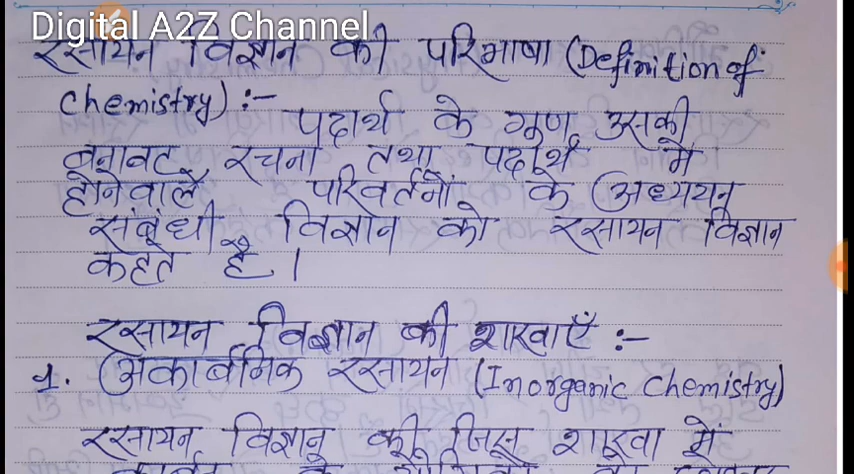 Digital A2Z Channel
रसायन विज्ञान की परिभाषा (Definition of
Chemistry) :-
पदार्थ के गुण उसकी
बनावट रचना तथा पदार्थ में
होनेवाले परिवर्तनों के अध्ययन
संबंधी विज्ञान को रसायन विज्ञान
कहते है।
रसायन विज्ञान की शाखाएँ :-
1. अकार्बनिक रसायन (Inorganic Chemistry)
रसायन विज्ञान की जिस शाखा में